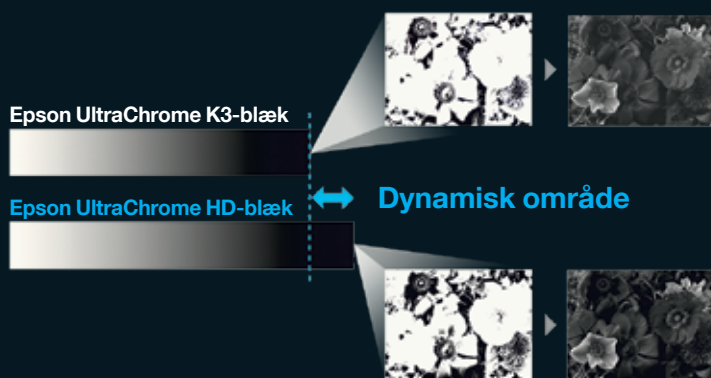 Epson UltraChrome K3-blæk
Epson UltraChrome HD-blæk
Dynamisk område